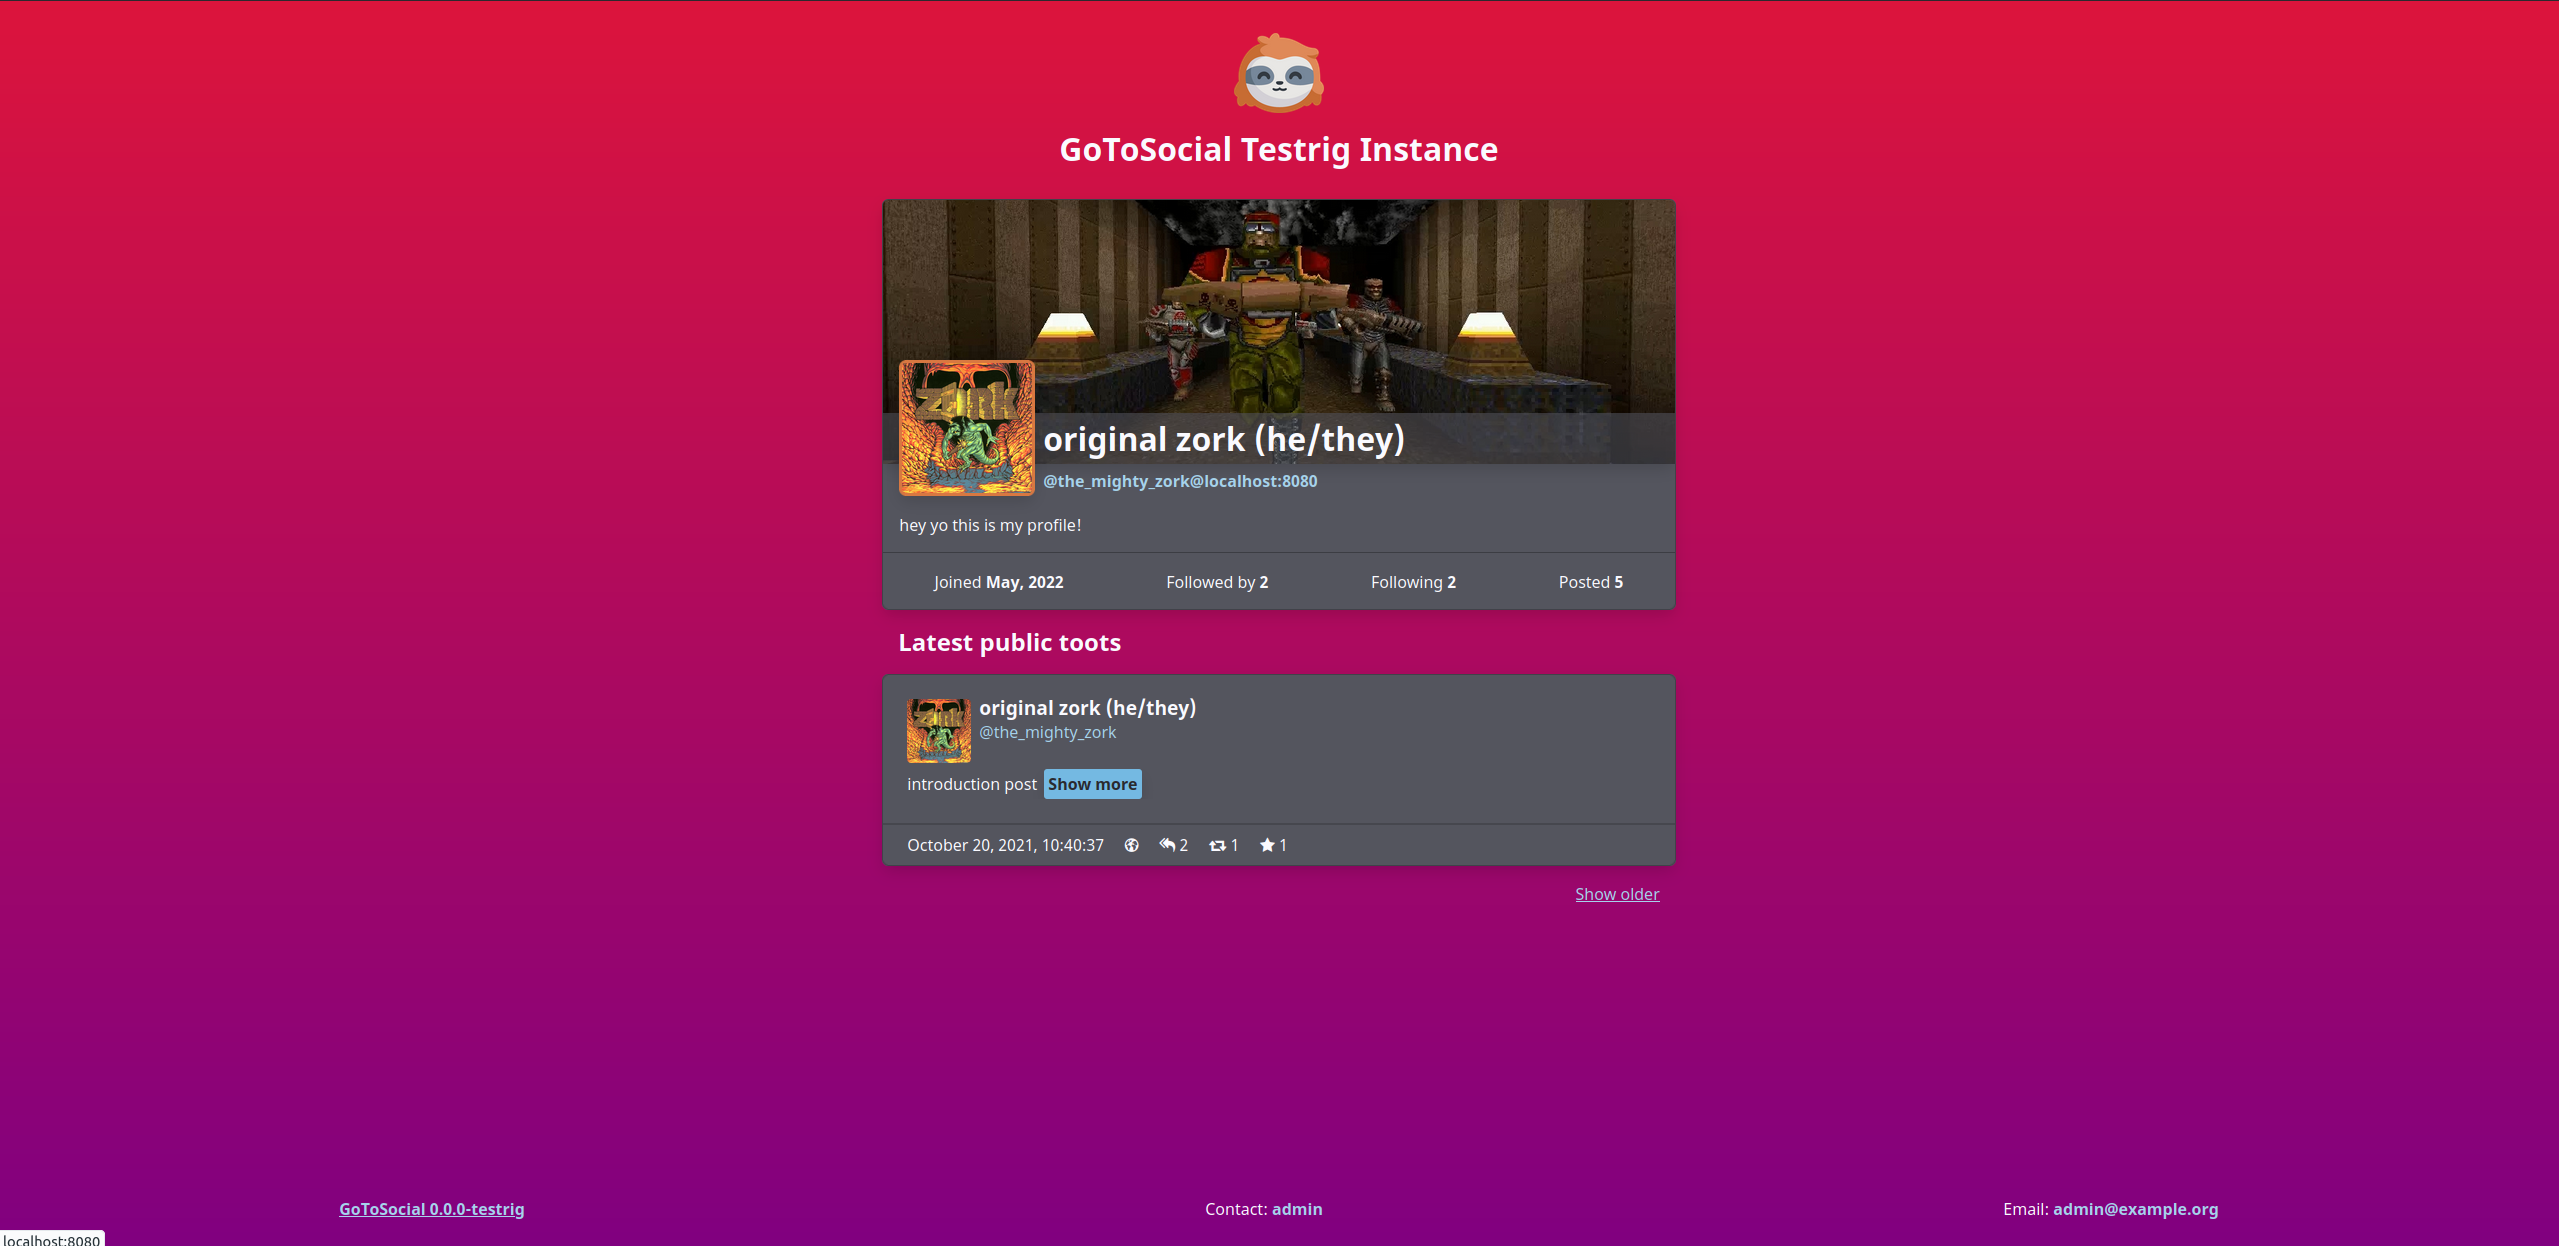 GoToSocial Testrig Instance
ZORK
original zork (he/they)
@the_mighty_zork@localhost:8080
hey yo this is my profile!
Joined May, 2022 Followed by 2 Following 2 Posted 5
Latest public toots
ZORK
original zork (he/they)
@the_mighty_zork
introduction post Show more
October 20, 2021, 10:40:37 2 1 1
Show older
GoToSocial 0.0.0-testrig Contact: admin Email: admin@example.org
localhost:8080